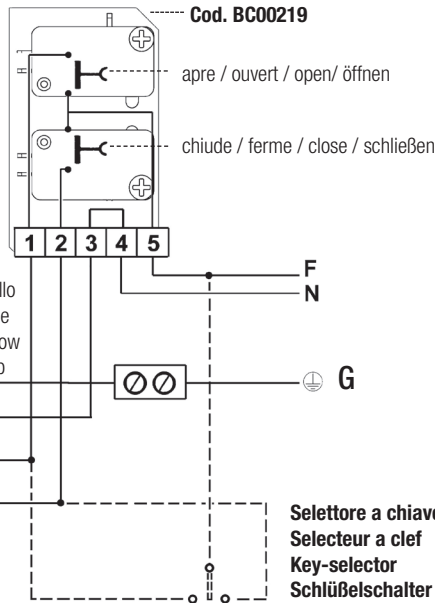 Cod. BC00219
apre / ouvert / open/ öffnen
chiude / ferme / close / schließen
1 2 3 4 5
F
N
G
Selettore a chiave
Selecteur a clef
Key-selector
Schlüßelschalter